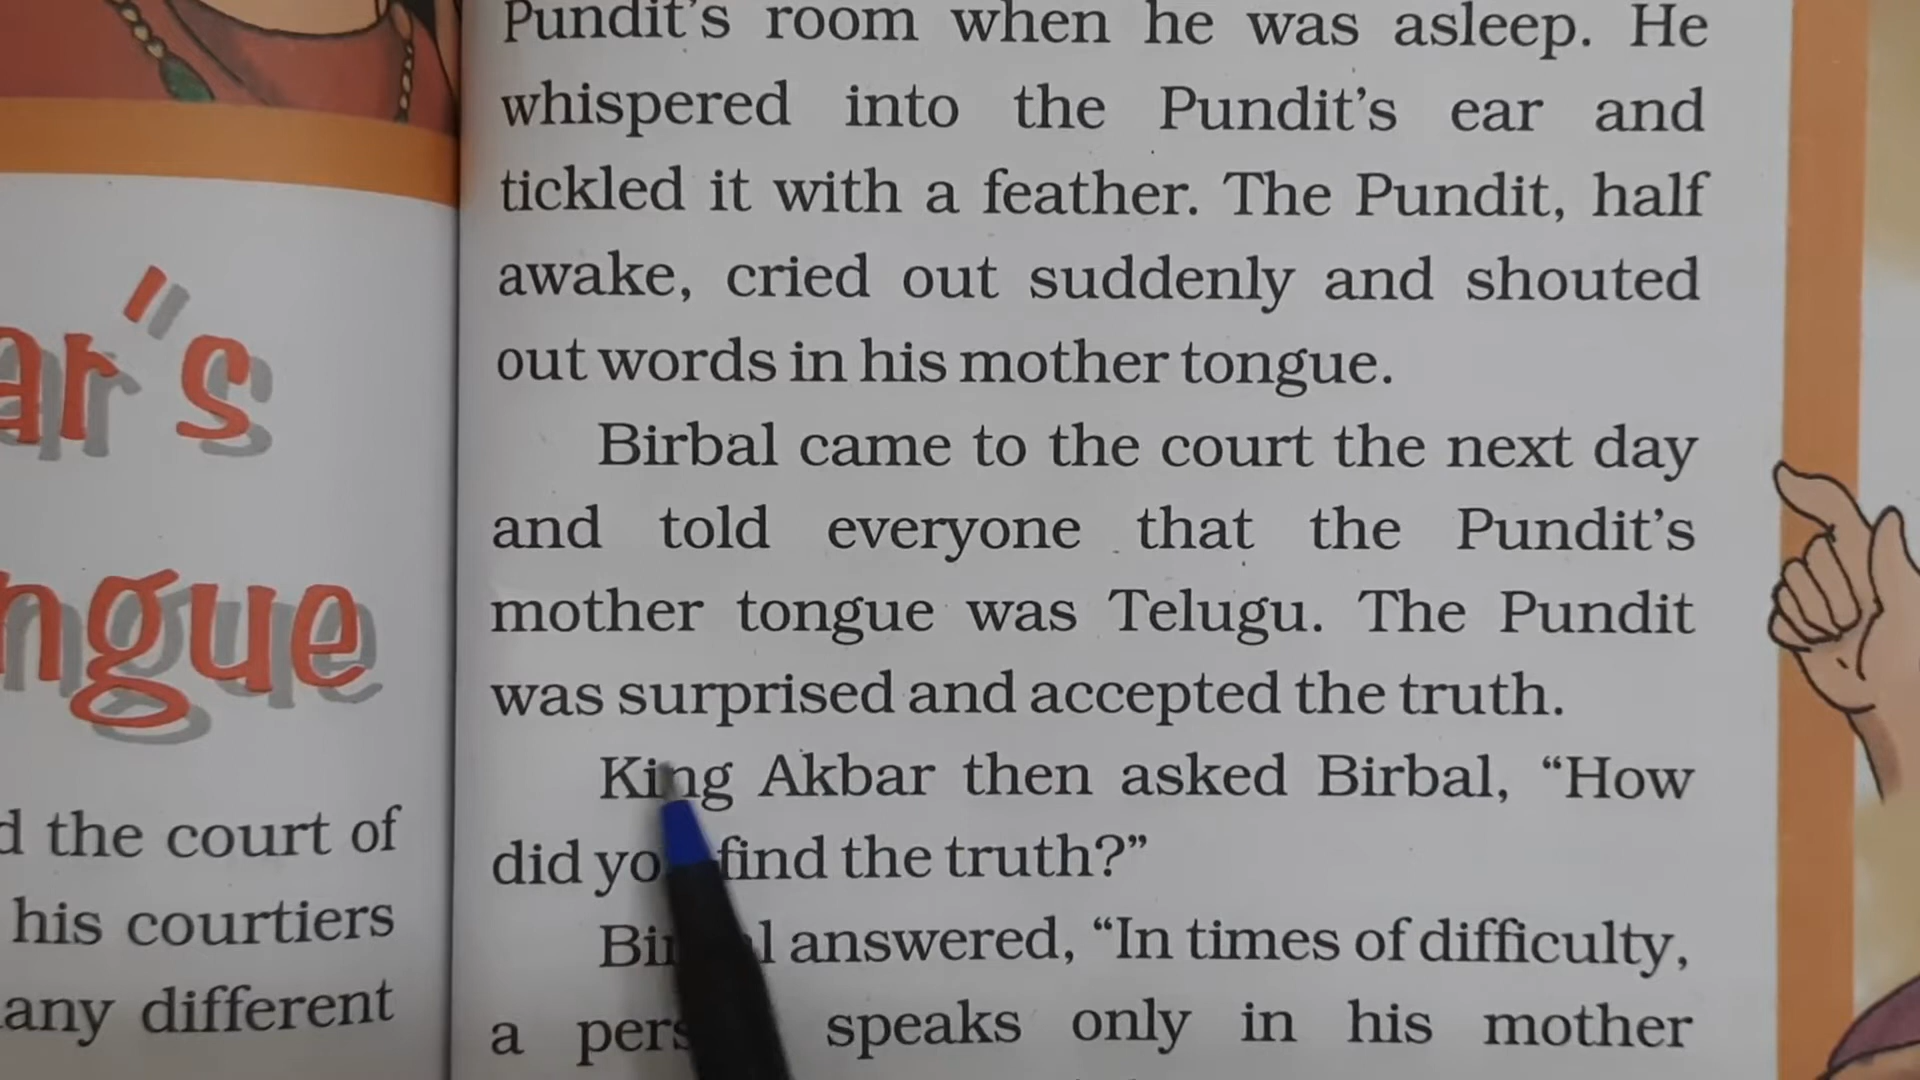 ar's
ngue
the court of
his courtiers
any different
Pundit's room when he was asleep. He
whispered into the Pundit's ear and
tickled it with a feather. The Pundit, half
awake, cried out suddenly and shouted
out words in his mother tongue.
Birbal came to the court the next day
and told everyone that the Pundit's
mother tongue was Telugu. The Pundit
was surprised and accepted the truth.
King Akbar then asked Birbal, “How
did find the truth?”
answered, “In times of difficulty,
a speaks only in his mother